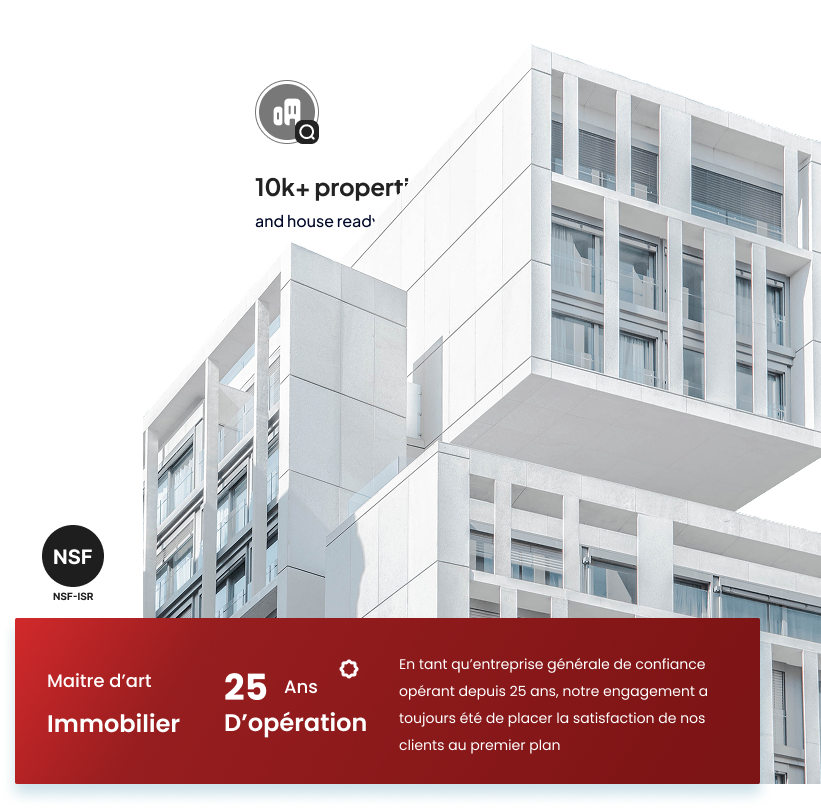 10k+ properti
and house ready
NSF
NSF-ISR
Maitre d’art
Immobilier
25 Ans
D’opération
En tant qu’entreprise générale de confiance
opérant depuis 25 ans, notre engagement a
toujours été de placer la satisfaction de nos
clients au premier plan